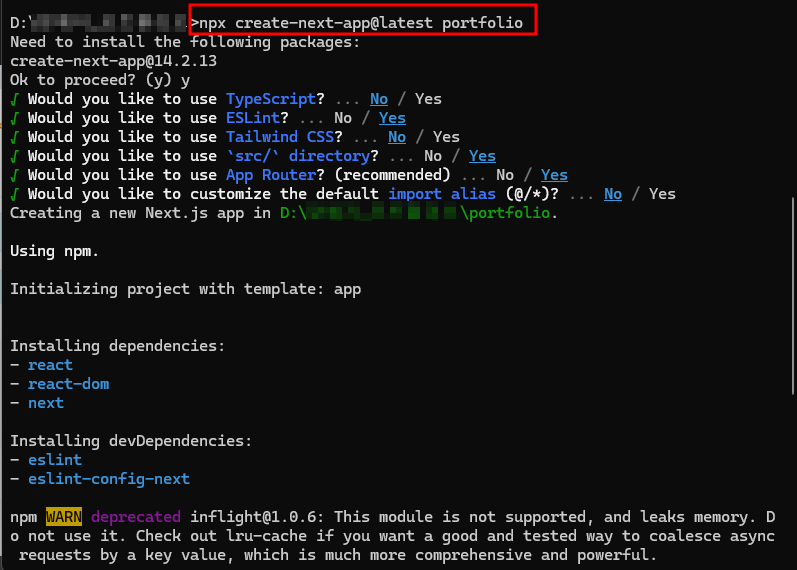 D:\>npx create-next-app@latest portfolio
Need to install the following packages:
create-next-app@14.2.13
Ok to proceed? (y) y
√ Would you like to use TypeScript? ... No / Yes
√ Would you like to use ESLint? ... No / Yes
√ Would you like to use Tailwind CSS? ... No / Yes
√ Would you like to use `src/` directory? ... No / Yes
√ Would you like to use App Router? (recommended) ... No / Yes
√ Would you like to customize the default import alias (@/*)? ... No / Yes
Creating a new Next.js app in D:\ \portfolio.
Using npm.
Initializing project with template: app
Installing dependencies:
- react
- react-dom
- next
Installing devDependencies:
- eslint
- eslint-config-next
npm WARN deprecated inflight@1.0.6: This module is not supported, and leaks memory. D
o not use it. Check out lru-cache if you want a good and tested way to coalesce async
 requests by a key value, which is much more comprehensive and powerful.